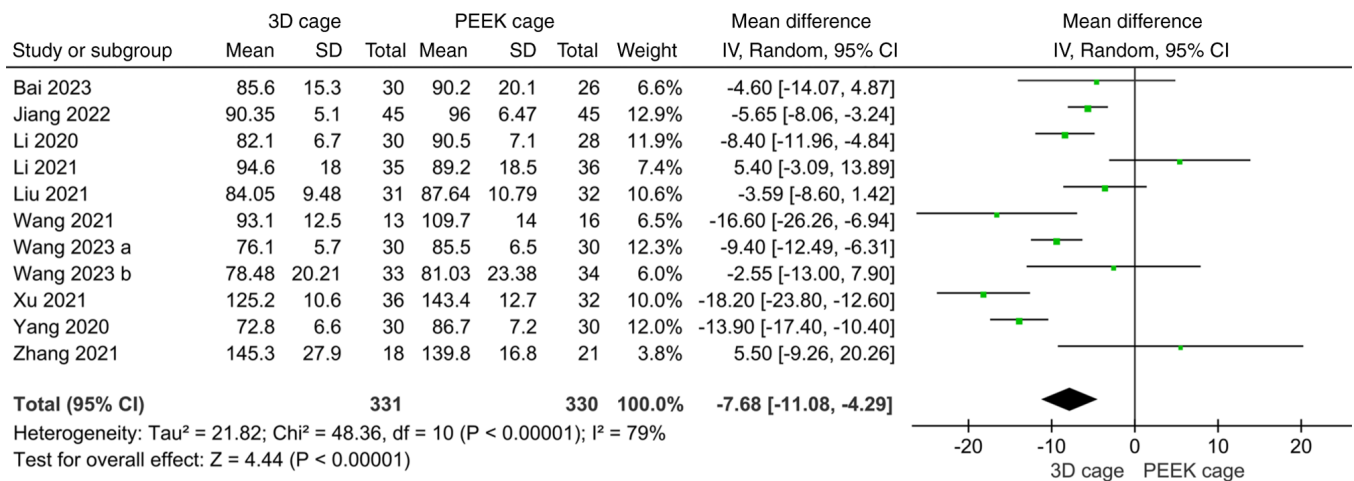 3D cage PEEK cage Mean difference Mean difference
Study or subgroup Mean SD Total Mean SD Total Weight IV, Random, 95% CI IV, Random, 95% CI
Bai 2023 85.6 15.3 30 90.2 20.1 26 6.6% -4.60 [-14.07, 4.87]
Jiang 2022 90.35 5.1 45 96 6.47 45 12.9% -5.65 [-8.06, -3.24]
Li 2020 82.1 6.7 30 90.5 7.1 28 11.9% -8.40 [-11.96, -4.84]
Li 2021 94.6 18 35 89.2 18.5 36 7.4% 5.40 [-3.09, 13.89]
Liu 2021 84.05 9.48 31 87.64 10.79 32 10.6% -3.59 [-8.60, 1.42]
Wang 2021 93.1 12.5 13 109.7 14 16 6.5% -16.60 [-26.26, -6.94]
Wang 2023 a 76.1 5.7 30 85.5 6.5 30 12.3% -9.40 [-12.49, -6.31]
Wang 2023 b 78.48 20.21 33 81.03 23.38 34 6.0% -2.55 [-13.00, 7.90]
Xu 2021 125.2 10.6 36 143.4 12.7 32 10.0% -18.20 [-23.80, -12.60]
Yang 2020 72.8 6.6 30 86.7 7.2 30 12.0% -13.90 [-17.40, -10.40]
Zhang 2021 145.3 27.9 18 139.8 16.8 21 3.8% 5.50 [-9.26, 20.26]
Total (95% CI) 331 330 100.0% -7.68 [-11.08, -4.29]
Heterogeneity: Tau² = 21.82; Chi² = 48.36, df = 10 (P < 0.00001); I² = 79%
Test for overall effect: Z = 4.44 (P < 0.00001)
-20 -10 0 10 20
3D cage PEEK cage